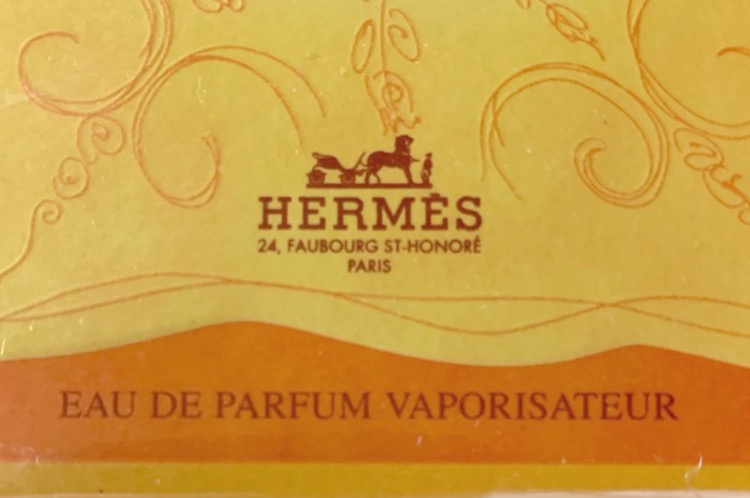 HERMÈS
24, FAUBOURG ST-HONORÉ
PARIS
EAU DE PARFUM VAPORISATEUR